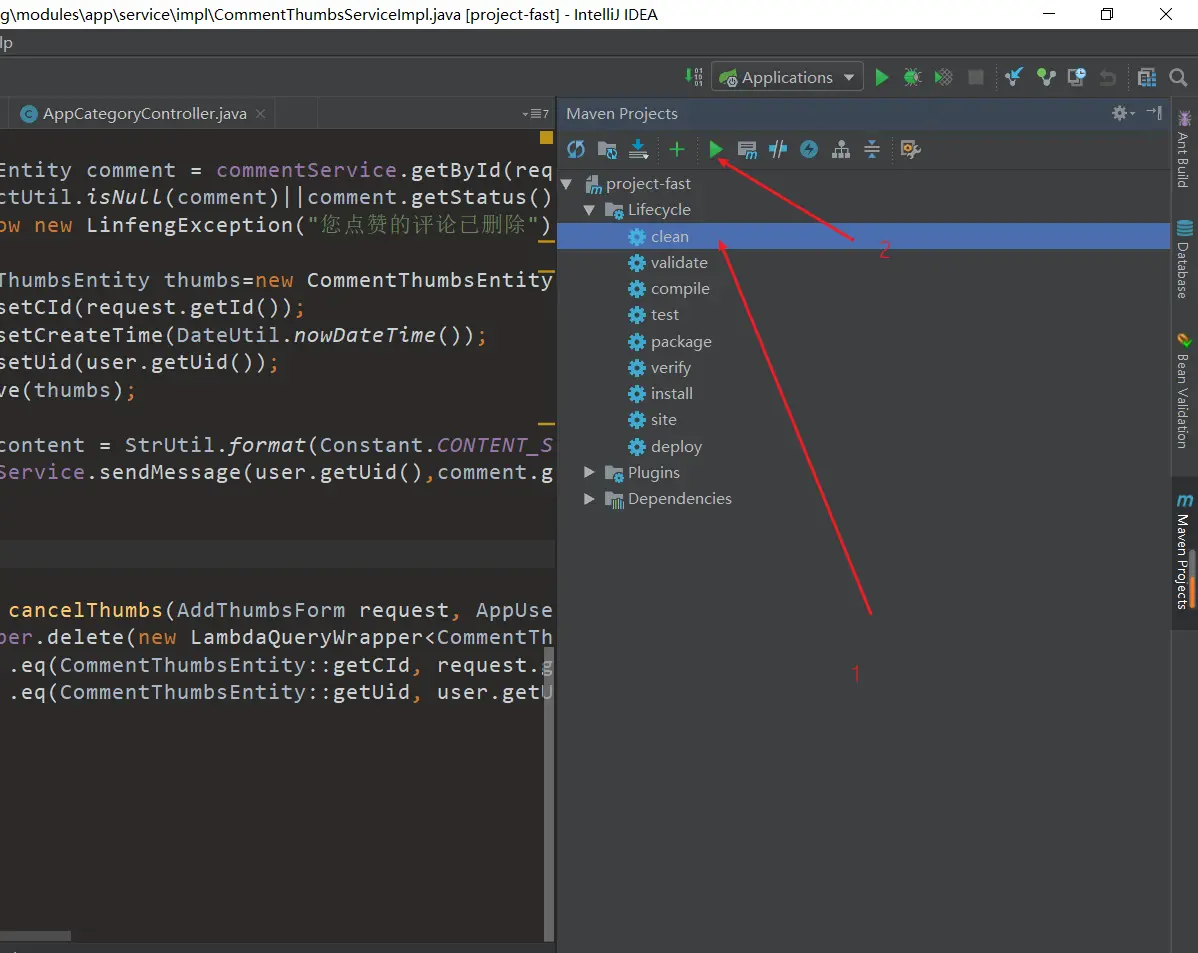 g\modules\app\service\impl\CommentThumbsServiceImpl.java [project-fast] - IntelliJ IDEA
lp
Applications
AppCategoryController.java
7
Entity comment = commentService.getById(req
ctUtil.isNull(comment)||comment.getStatus()
ow new LinfengException("您点赞的评论已删除")
ThumbsEntity thumbs=new CommentThumbsEntity
setCId(request.getId());
setCreateTime(DateUtil.nowDateTime());
setUid(user.getUid());
ve(thumbs);
content = StrUtil.format(Constant.CONTENT_S
Service.sendMessage(user.getUid(),comment.g
cancelThumbs(AddThumbsForm request, AppUse
per.delete(new LambdaQueryWrapper<CommentTh
.eq(CommentThumbsEntity::getCId, request.g
.eq(CommentThumbsEntity::getUid, user.getU
Maven Projects
project-fast
Lifecycle
clean
validate
compile
test
package
verify
install
site
deploy
Plugins
Dependencies
2
1
Ant Build
Database
Bean Validation
Maven Projects